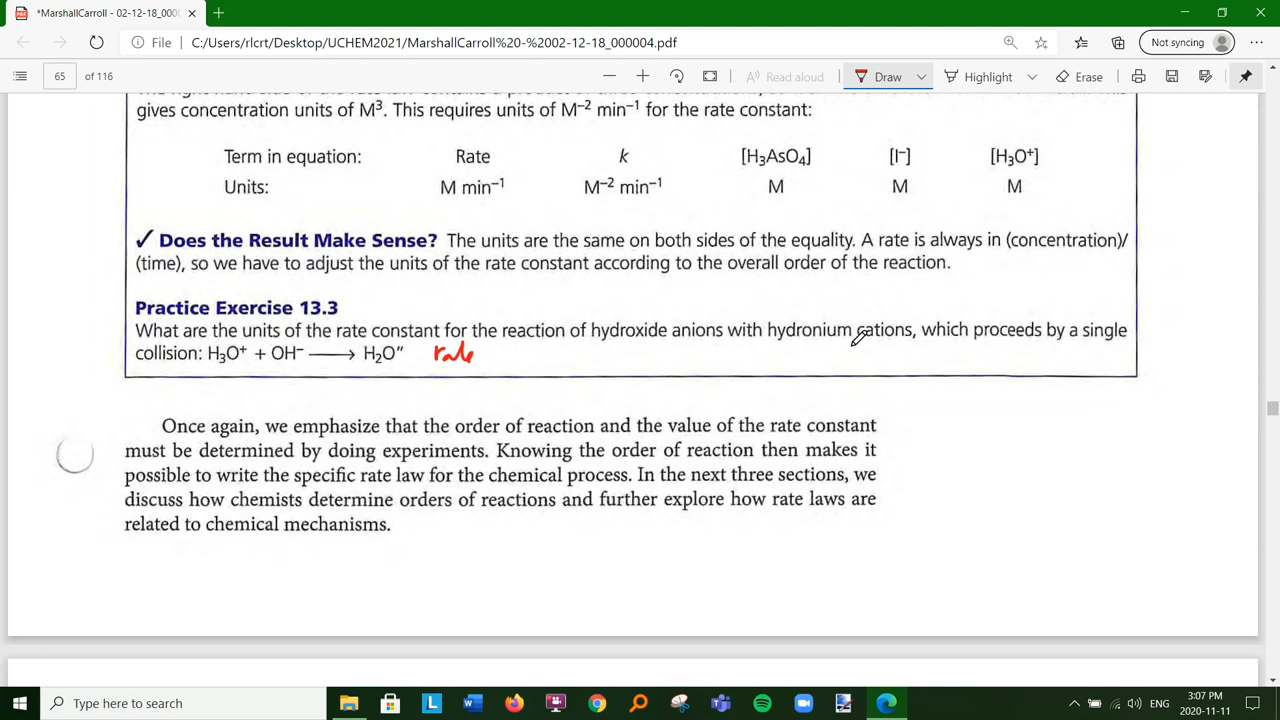 *MarshallCarroll - 02-12-18_0000
File
C:/Users/rlcrt/Desktop/UCHEM2021/MarshallCarroll%20-%2002-12-18_000004.pdf
Not syncing
65 of 116
Read aloud
Draw
Highlight
Erase
gives concentration units of M³. This requires units of M⁻² min⁻¹ for the rate constant:
Term in equation: Rate k [H₃AsO₄] [I⁻] [H₃O⁺]
Units: M min⁻¹ M⁻² min⁻¹ M M M
✓ Does the Result Make Sense? The units are the same on both sides of the equality. A rate is always in (concentration)/
(time), so we have to adjust the units of the rate constant according to the overall order of the reaction.
Practice Exercise 13.3
What are the units of the rate constant for the reaction of hydroxide anions with hydronium cations, which proceeds by a single
collision: H₃O⁺ + OH⁻ ⟶ H₂O″ rate
Once again, we emphasize that the order of reaction and the value of the rate constant
must be determined by doing experiments. Knowing the order of reaction then makes it
possible to write the specific rate law for the chemical process. In the next three sections, we
discuss how chemists determine orders of reactions and further explore how rate laws are
related to chemical mechanisms.
Type here to search
ENG
3:07 PM
2020-11-11